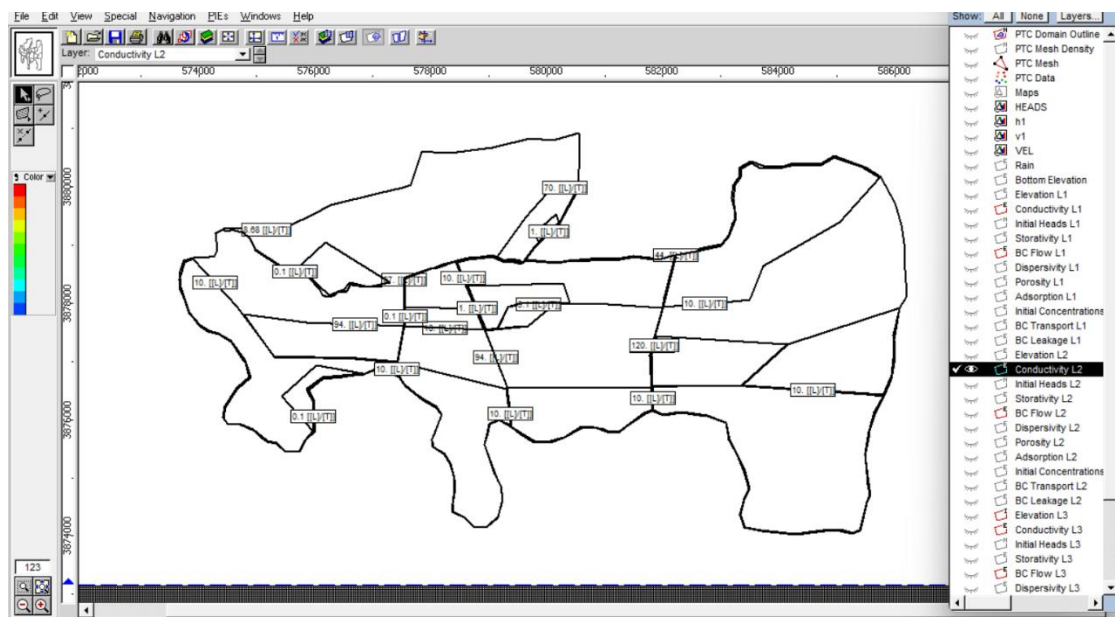 File Edit View Special Navigation PIEs Windows Help
Show: All None Layers...
Layer: Conductivity L2
574000 576000 578000 580000 582000 584000 586000
Color
3880000
3878000
3876000
3874000
123
70. [[L]/[T]]
8.68 [[L]/[T]]
1. [[L]/[T]]
44. [[L]/[T]]
0.1 [[L]/[T]]
10. [[L]/[T]]
10. [[L]/[T]]
1. [[L]/[T]]
10. [[L]/[T]]
0.1 [[L]/[T]]
94. [[L]/[T]]
10. [[L]/[T]]
120. [[L]/[T]]
94. [[L]/[T]]
10. [[L]/[T]]
10. [[L]/[T]]
10. [[L]/[T]]
0.1 [[L]/[T]]
10. [[L]/[T]]
PTC Domain Outline
PTC Mesh Density
PTC Mesh
PTC Data
Maps
HEADS
h1
v1
VEL
Rain
Bottom Elevation
Elevation L1
Conductivity L1
Initial Heads L1
Storativity L1
BC Flow L1
Dispersivity L1
Porosity L1
Adsorption L1
Initial Concentrations
BC Transport L1
BC Leakage L1
Elevation L2
Conductivity L2
Initial Heads L2
Storativity L2
BC Flow L2
Dispersivity L2
Porosity L2
Adsorption L2
Initial Concentrations
BC Transport L2
BC Leakage L2
Elevation L3
Conductivity L3
Initial Heads L3
Storativity L3
BC Flow L3
Dispersivity L3